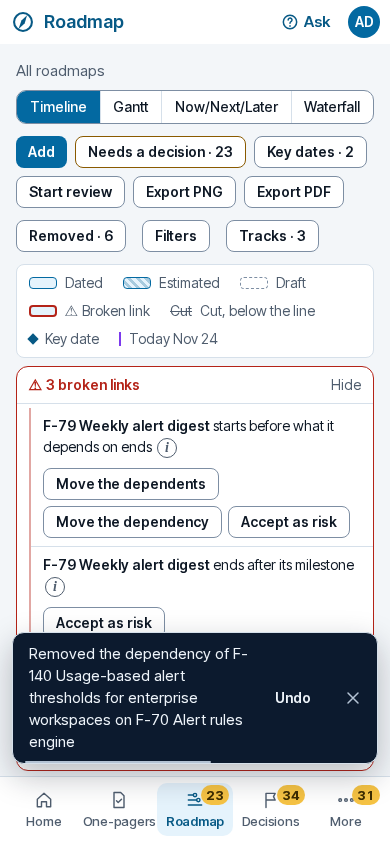 Roadmap
Ask
AD
All roadmaps
Timeline Gantt Now/Next/Later Waterfall
Add Needs a decision · 23 Key dates · 2
Start review Export PNG Export PDF
Removed · 6 Filters Tracks · 3
Dated Estimated Draft
⚠ Broken link Cut Cut, below the line
Key date Today Nov 24
⚠ 3 broken links Hide
F-79 Weekly alert digest starts before what it
depends on ends i
Move the dependents
Move the dependency Accept as risk
F-79 Weekly alert digest ends after its milestone
i
Accept as risk
Removed the dependency of F-
140 Usage-based alert
thresholds for enterprise
workspaces on F-70 Alert rules
engine
Undo
23 34 31
Home One-pagers Roadmap Decisions More